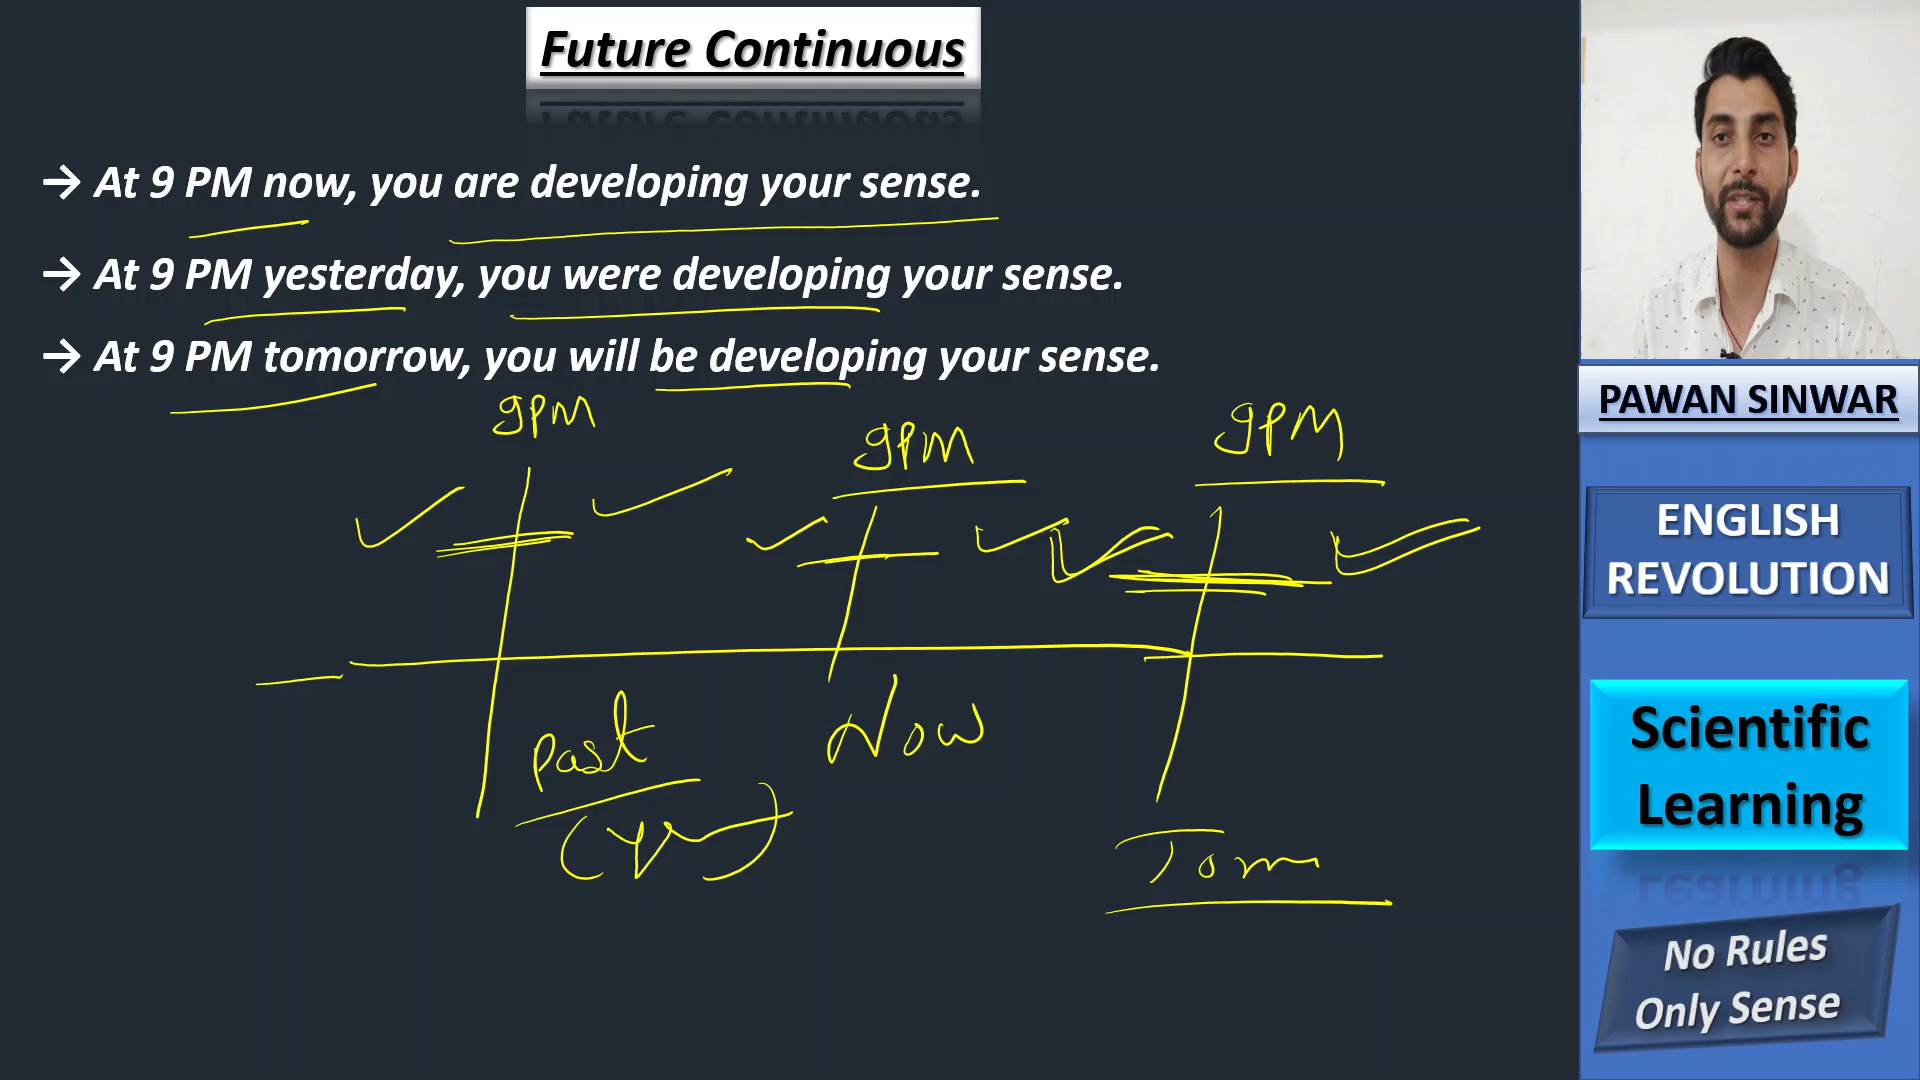 Future Continuous
→ At 9 PM now, you are developing your sense.
→ At 9 PM yesterday, you were developing your sense.
→ At 9 PM tomorrow, you will be developing your sense.
9PM
9PM
9PM
Past
Now
Tom
PAWAN SINWAR
ENGLISH
REVOLUTION
Scientific
Learning
No Rules
Only Sense